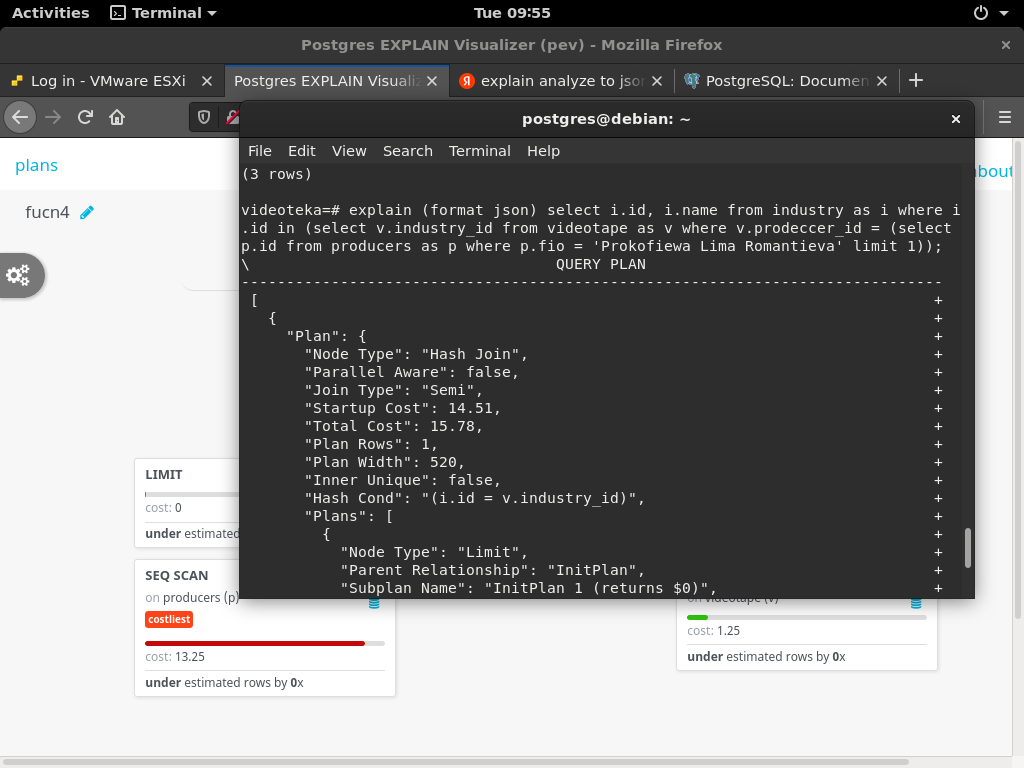 Activities Terminal Tue 09:55
Postgres EXPLAIN Visualizer (pev) - Mozilla Firefox
Log in - VMware ESXi Postgres EXPLAIN Visualiz explain analyze to jso PostgreSQL: Documen
postgres@debian: ~
File Edit View Search Terminal Help
plans
about
fucn4
(3 rows)
videoteka=# explain (format json) select i.id, i.name from industry as i where i
.id in (select v.industry_id from videotape as v where v.prodeccer_id = (select
p.id from producers as p where p.fio = 'Prokofiewa Lima Romantieva' limit 1));
\ QUERY PLAN
------------------------------------------------------------------------------
[ +
{ +
"Plan": { +
"Node Type": "Hash Join", +
"Parallel Aware": false, +
"Join Type": "Semi", +
"Startup Cost": 14.51, +
"Total Cost": 15.78, +
"Plan Rows": 1, +
"Plan Width": 520, +
"Inner Unique": false, +
"Hash Cond": "(i.id = v.industry_id)", +
"Plans": [ +
{ +
"Node Type": "Limit", +
"Parent Relationship": "InitPlan", +
"Subplan Name": "InitPlan 1 (returns $0)", +
LIMIT
cost: 0
under estimated
SEQ SCAN
on producers (p)
costliest
cost: 13.25
under estimated rows by 0x
on videotape (v)
cost: 1.25
under estimated rows by 0x